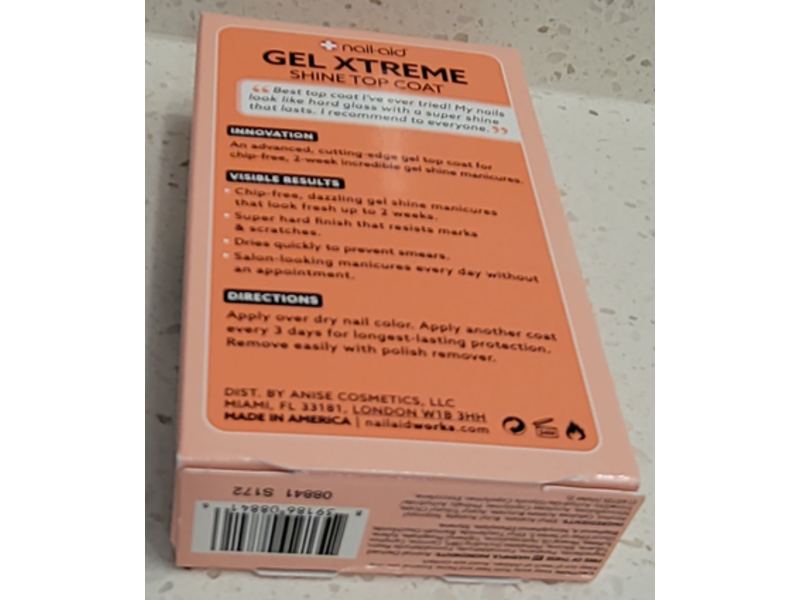 nail-aid
GEL XTREME
SHINE TOP COAT
“ Best top coat I've ever tried! My nails
look like hard glass with a super shine
that lasts. I recommend to everyone. ”
INNOVATION
An advanced, cutting-edge gel top coat for
chip-free, 2-week incredible gel shine manicures.
VISIBLE RESULTS
• Chip-free, dazzling gel shine manicures
that look fresh up to 2 weeks.
• Super hard finish that resists marks
& scratches.
• Dries quickly to prevent smears.
• Salon-looking manicures every day without
an appointment.
DIRECTIONS
Apply over dry nail color. Apply another coat
every 3 days for longest-lasting protection.
Remove easily with polish remover.
DIST. BY ANISE COSMETICS, LLC
MIAMI, FL 33181, LONDON W1B 3HH
MADE IN AMERICA | nailaidworks.com
08841 S172
39186 08841